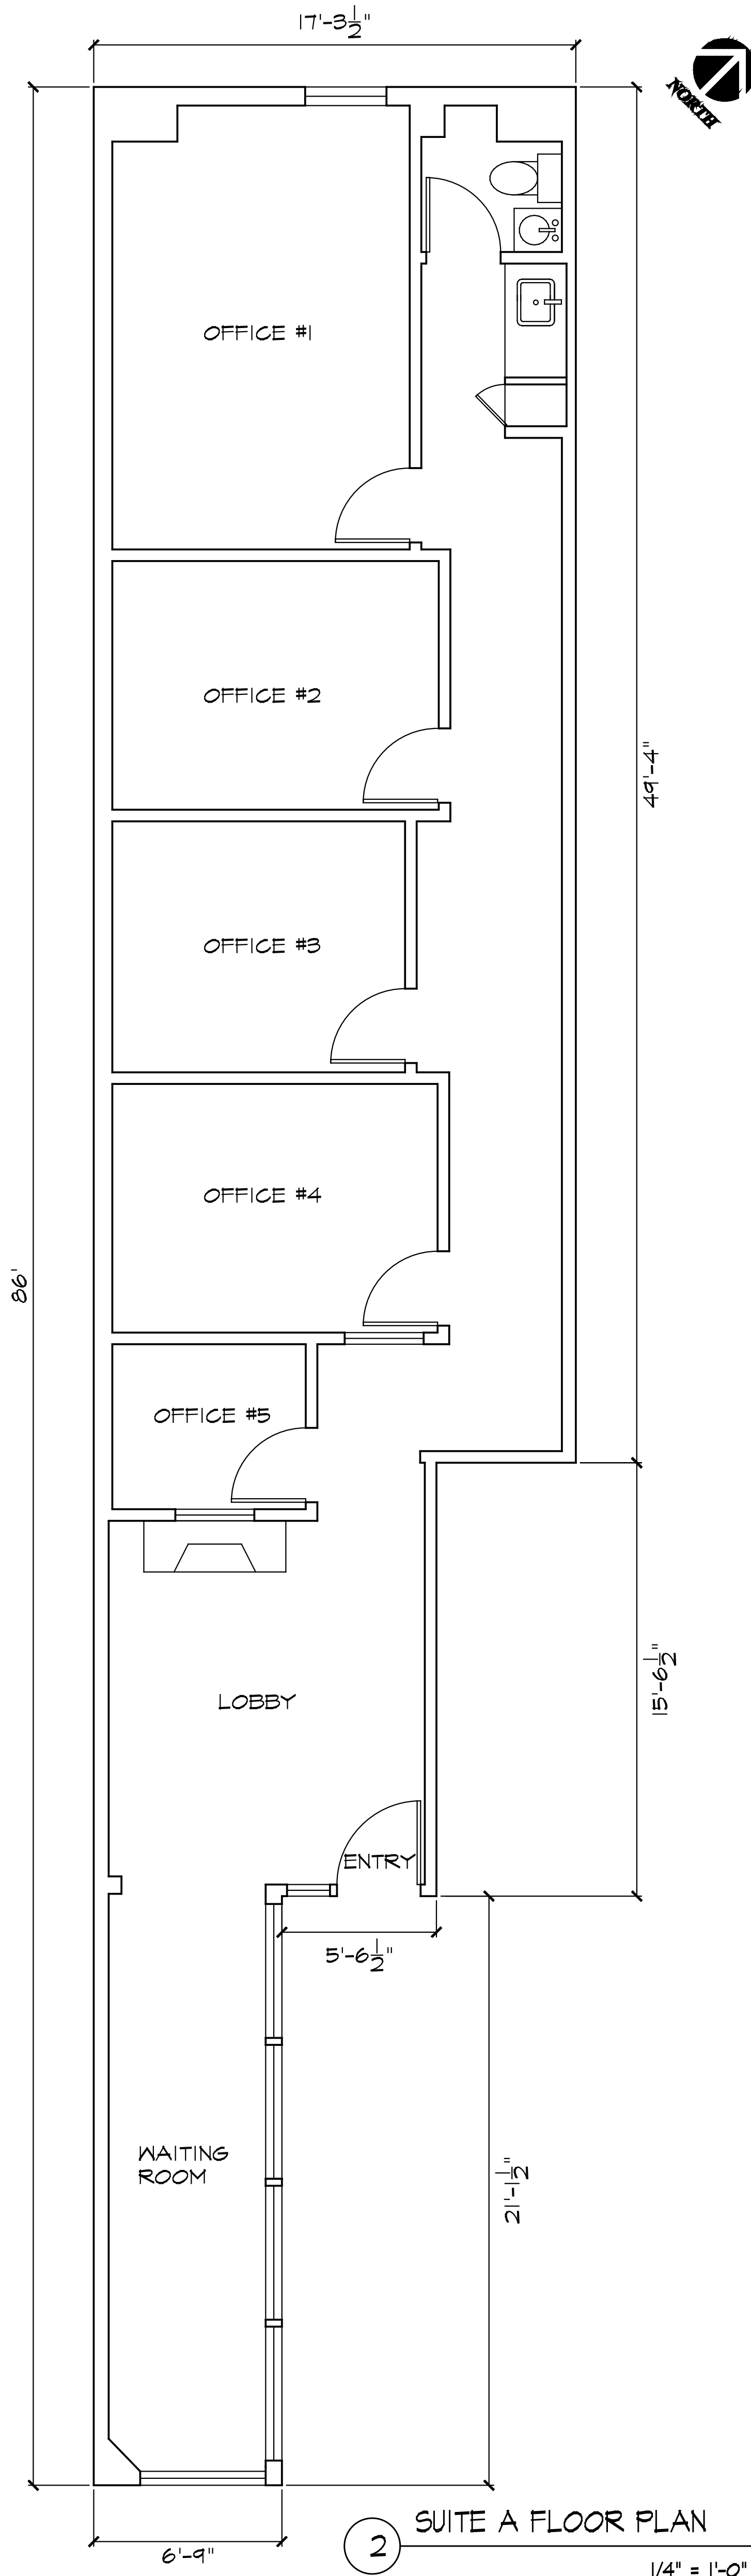 17'-3 1/2"
NORTH
OFFICE #1
OFFICE #2
49'-4"
OFFICE #3
OFFICE #4
86'
OFFICE #5
15'-6 1/2"
LOBBY
ENTRY
5'-6 1/2"
WAITING
ROOM
21'-1 1/2"
2
SUITE A FLOOR PLAN
6'-9"
1/4" = 1'-0"